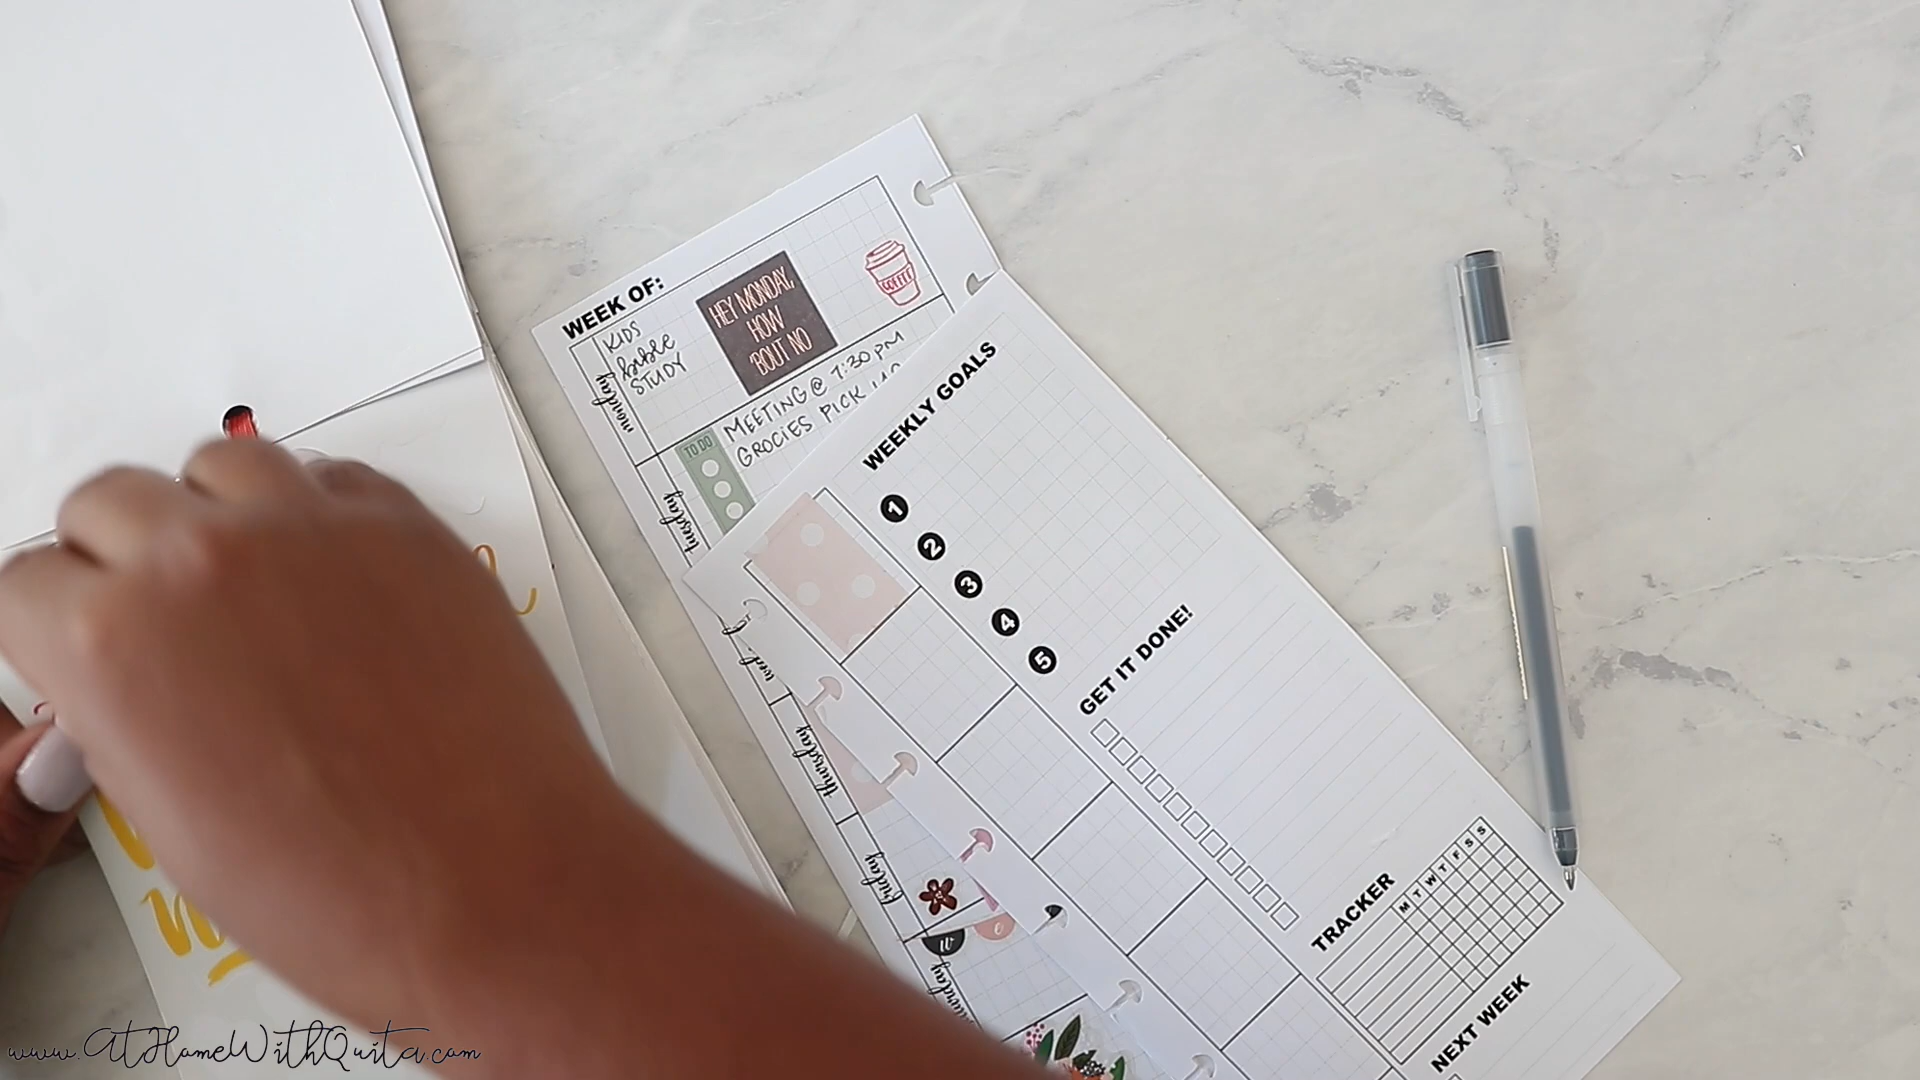 WEEK OF:
monday
KIDS
bible
STUDY
HEY MONDAY,
HOW
'BOUT NO
COFFEE
tuesday
TO DO
MEETING @ 7:30 PM
GROCIES PICK
wed
thursday
friday
WEEKLY GOALS
1
2
3
4
5
GET IT DONE!
TRACKER
M T W T F S S
NEXT WEEK
www.AtHomeWithQuita.com